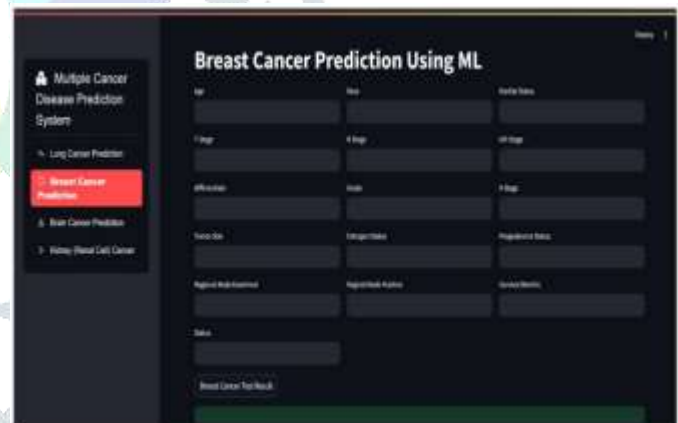 Multiple Cancer
Disease Prediction
System
Lung Cancer Prediction
Breast Cancer
Prediction
Brain Cancer Prediction
Kidney (Renal Cell) Cancer
Breast Cancer Prediction Using ML
Age Race Marital Status
T Stage N Stage 6th Stage
Differentiate Grade A Stage
Tumor Size Estrogen Status Progesterone Status
Regional Node Examined Regional Node Positive Survival Months
Status
Breast Cancer Test Result